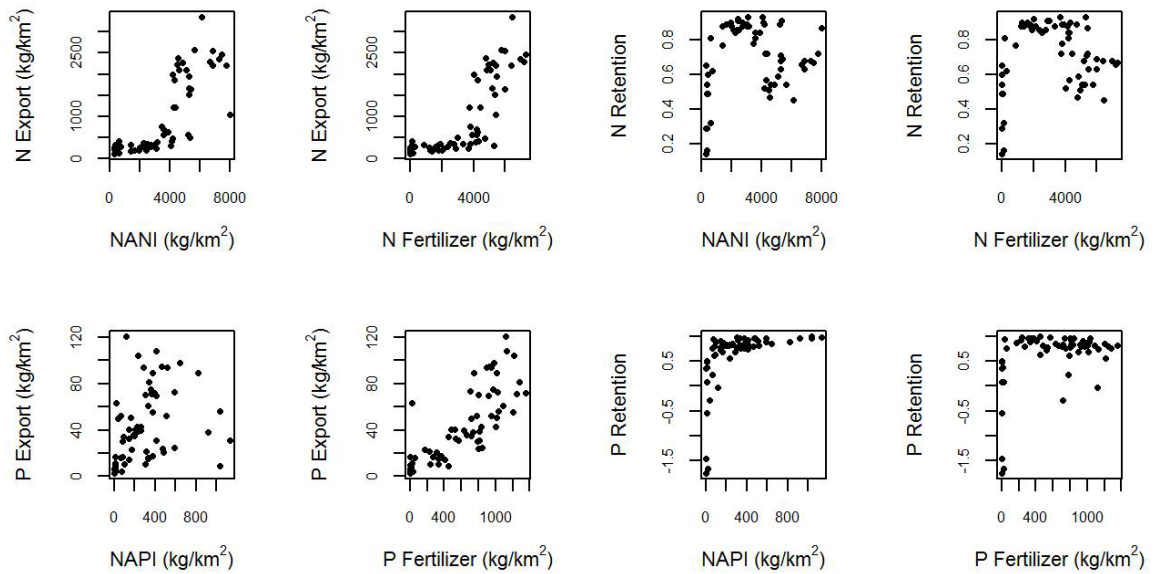 N Export (kg/km²)
0 1000 2500
0 4000 8000
NANI (kg/km²)
N Export (kg/km²)
0 1000 2500
0 4000
N Fertilizer (kg/km²)
N Retention
0.2 0.4 0.6 0.8
0 4000 8000
NANI (kg/km²)
N Retention
0.2 0.4 0.6 0.8
0 4000
N Fertilizer (kg/km²)
P Export (kg/km²)
0 40 80 120
0 400 800
NAPI (kg/km²)
P Export (kg/km²)
0 40 80 120
0 400 1000
P Fertilizer (kg/km²)
P Retention
−1.5 −0.5 0.5
0 400 800
NAPI (kg/km²)
P Retention
−1.5 −0.5 0.5
0 400 1000
P Fertilizer (kg/km²)